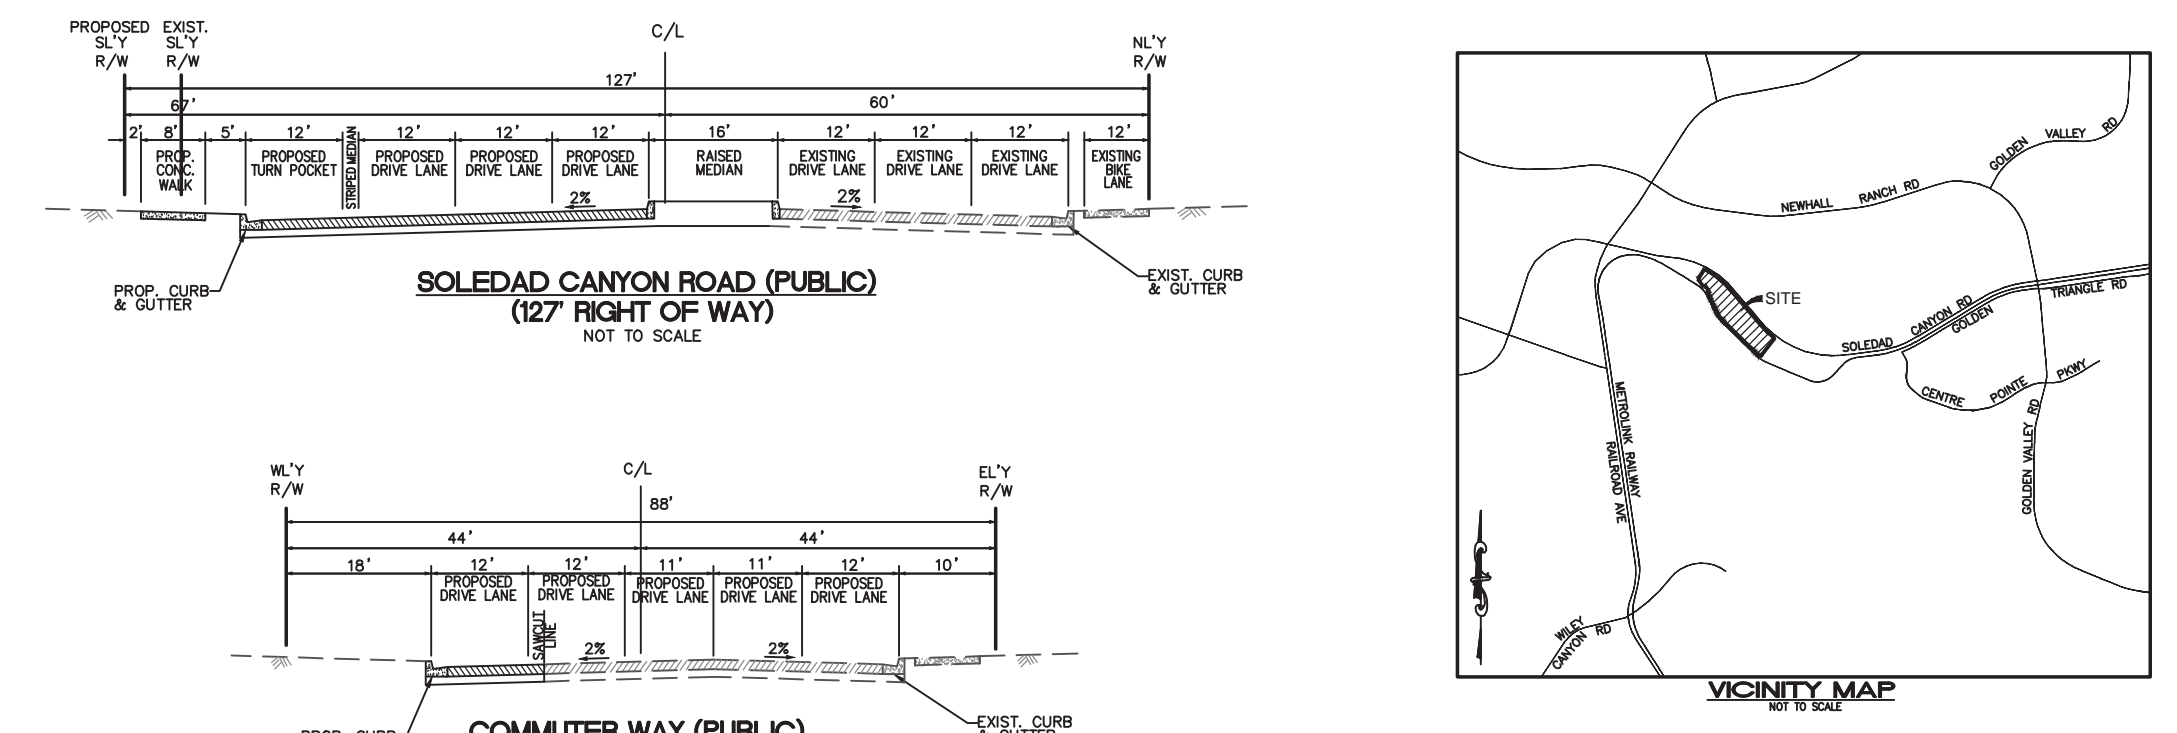 PROPOSED SL'Y R/W
EXIST. SL'Y R/W
C/L
NL'Y R/W
127'
67'
60'
2' 8' 5' 12' 12' 12' 12' 16' 12' 12' 12' 12'
PROP. CONC. WALK
PROPOSED TURN POCKET
STRIPED MEDIAN
PROPOSED DRIVE LANE
PROPOSED DRIVE LANE
PROPOSED DRIVE LANE
RAISED MEDIAN
EXISTING DRIVE LANE
EXISTING DRIVE LANE
EXISTING DRIVE LANE
EXISTING BIKE LANE
2%
2%
PROP. CURB & GUTTER
EXIST. CURB & GUTTER
SOLEDAD CANYON ROAD (PUBLIC)
(127' RIGHT OF WAY)
NOT TO SCALE
WL'Y R/W
C/L
EL'Y R/W
88'
44'
44'
18' 12' 12' 11' 11' 12' 10'
PROPOSED DRIVE LANE
PROPOSED DRIVE LANE
PROPOSED DRIVE LANE
PROPOSED DRIVE LANE
PROPOSED DRIVE LANE
SAWCUT LINE
2%
2%
PROP. CURB
EXIST. CURB
& GUTTER
COMMUTER WAY (PUBLIC)
GOLDEN VALLEY RD
NEWHALL RANCH RD
SITE
SOLEDAD CANYON RD
GOLDEN TRIANGLE RD
CENTRE POINTE PKWY
GOLDEN VALLEY RD
METROLINK RAILWAY
RAILROAD AVE
WILEY CANYON RD
VICINITY MAP
NOT TO SCALE